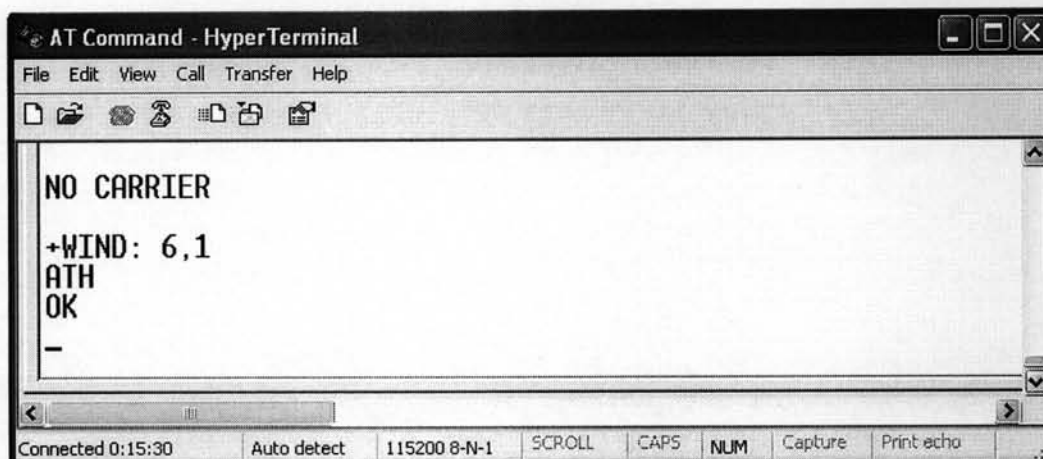 AT Command - HyperTerminal
File Edit View Call Transfer Help
NO CARRIER
+WIND: 6,1
ATH
OK
Connected 0:15:30 Auto detect 115200 8-N-1 SCROLL CAPS NUM Capture Print echo